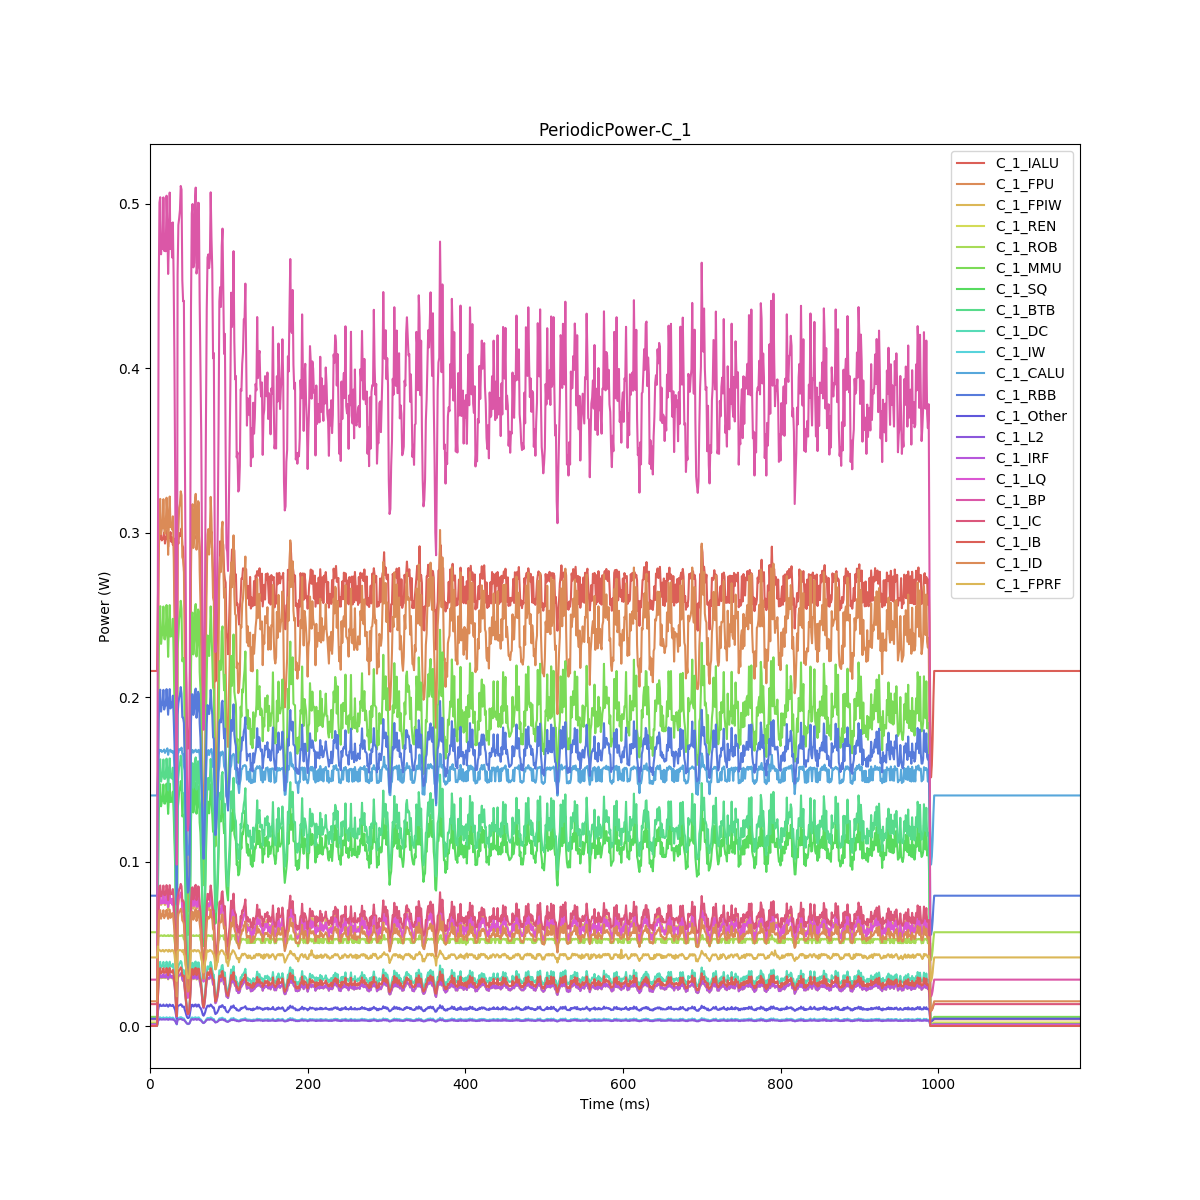 PeriodicPower-C_1
C_1_IALU
C_1_FPU
C_1_FPIW
C_1_REN
C_1_ROB
C_1_MMU
C_1_SQ
C_1_BTB
C_1_DC
C_1_IW
C_1_CALU
C_1_RBB
C_1_Other
C_1_L2
C_1_IRF
C_1_LQ
C_1_BP
C_1_IC
C_1_IB
C_1_ID
C_1_FPRF
0.5
0.4
0.3
0.2
0.1
0.0
Power (W)
0 200 400 600 800 1000
Time (ms)